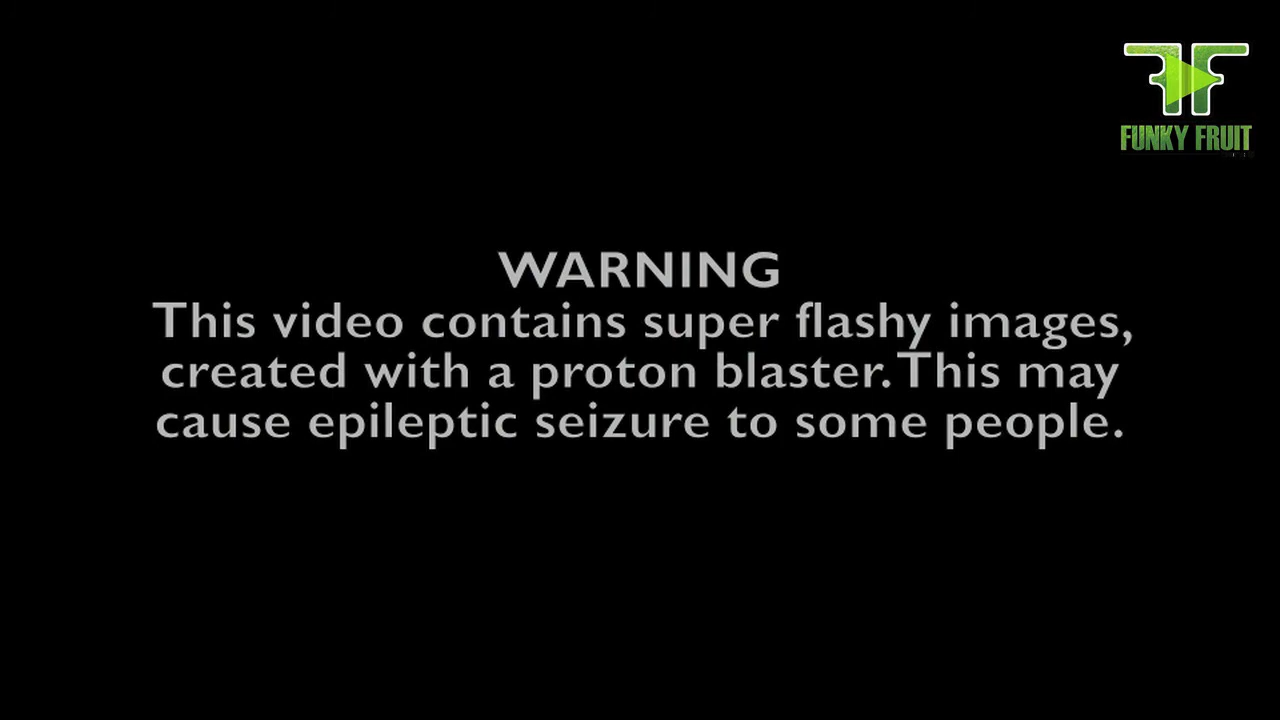 FUNKY FRUIT
WARNING
This video contains super flashy images,
created with a proton blaster. This may
cause epileptic seizure to some people.